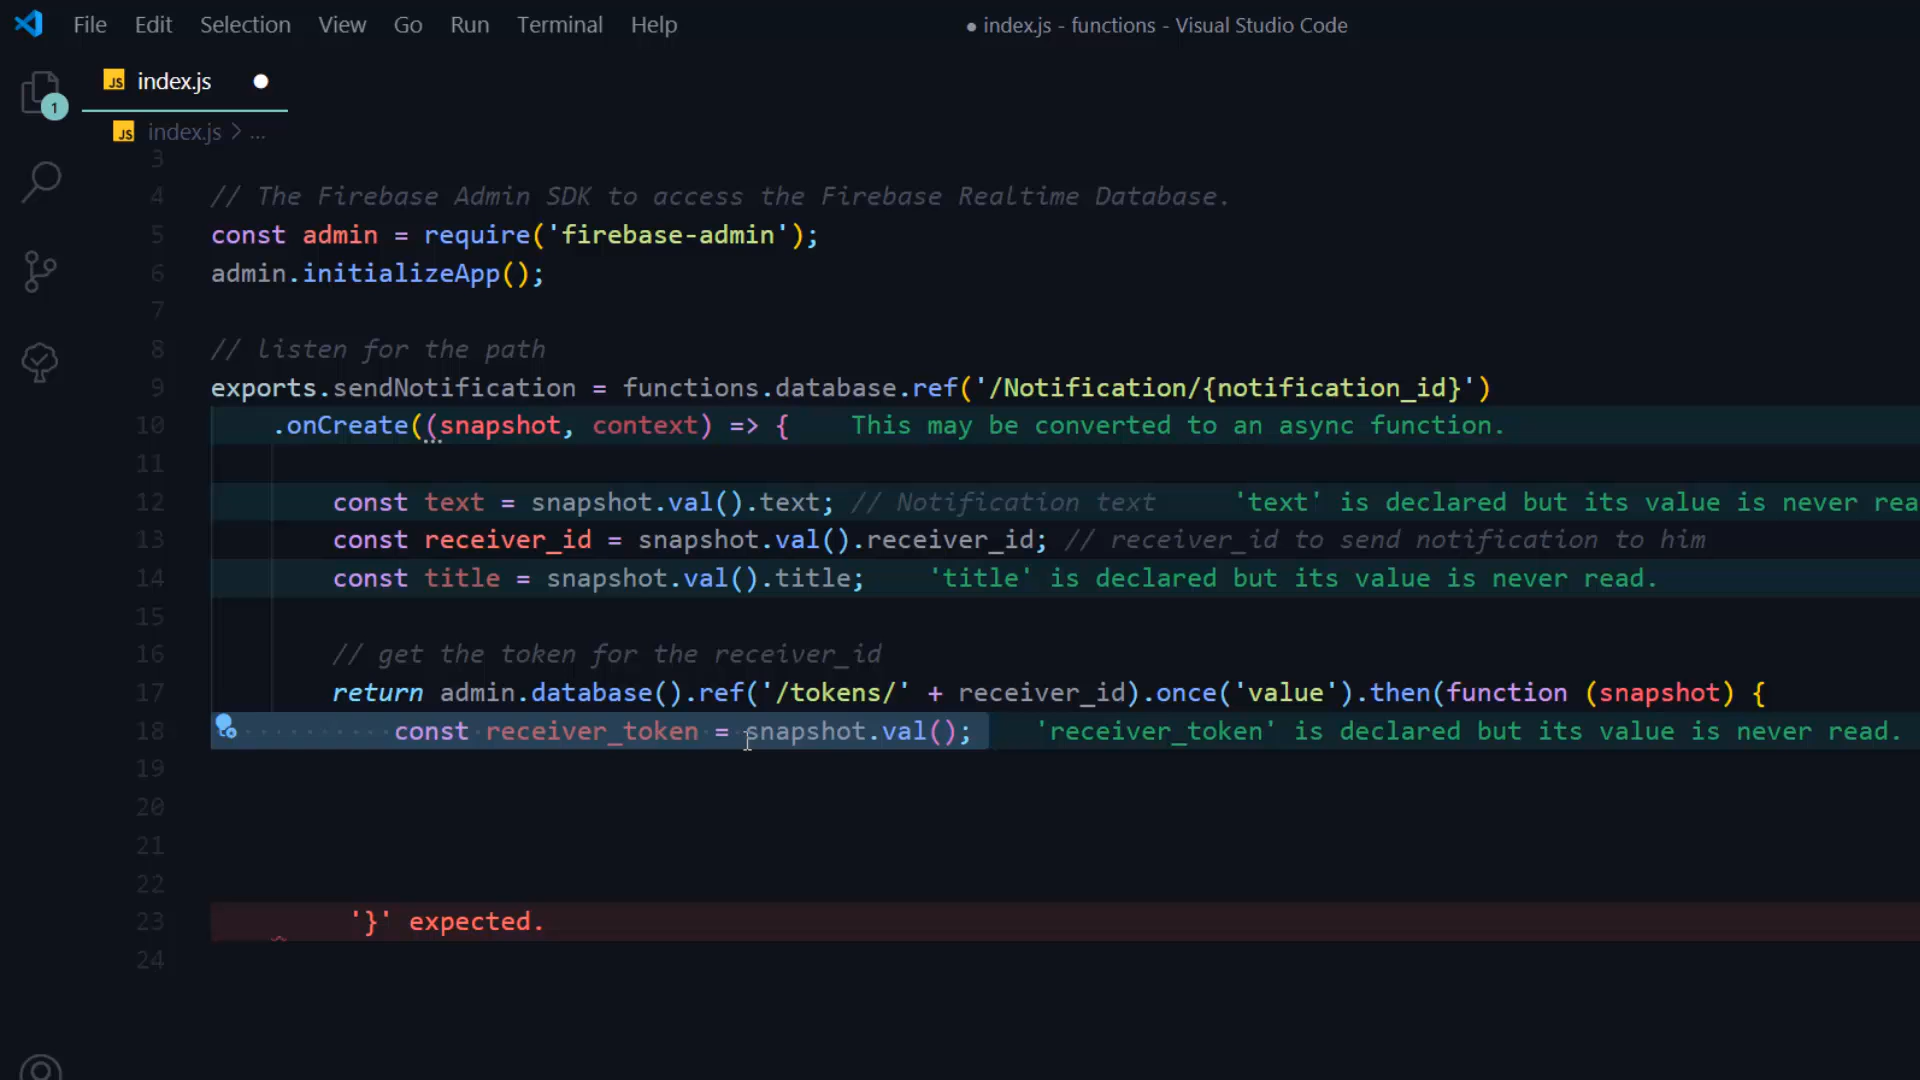 File Edit Selection View Go Run Terminal Help ● index.js - functions - Visual Studio Code
JS index.js
1
JS index.js > ...
3
4 // The Firebase Admin SDK to access the Firebase Realtime Database.
5 const admin = require('firebase-admin');
6 admin.initializeApp();
7
8 // listen for the path
9 exports.sendNotification = functions.database.ref('/Notification/{notification_id}')
10 .onCreate((snapshot, context) => { This may be converted to an async function.
11
12 const text = snapshot.val().text; // Notification text 'text' is declared but its value is never rea
13 const receiver_id = snapshot.val().receiver_id; // receiver_id to send notification to him
14 const title = snapshot.val().title; 'title' is declared but its value is never read.
15
16 // get the token for the receiver_id
17 return admin.database().ref('/tokens/' + receiver_id).once('value').then(function (snapshot) {
18 const receiver_token = snapshot.val(); 'receiver_token' is declared but its value is never read.
19
20
21
22
23 '}' expected.
24